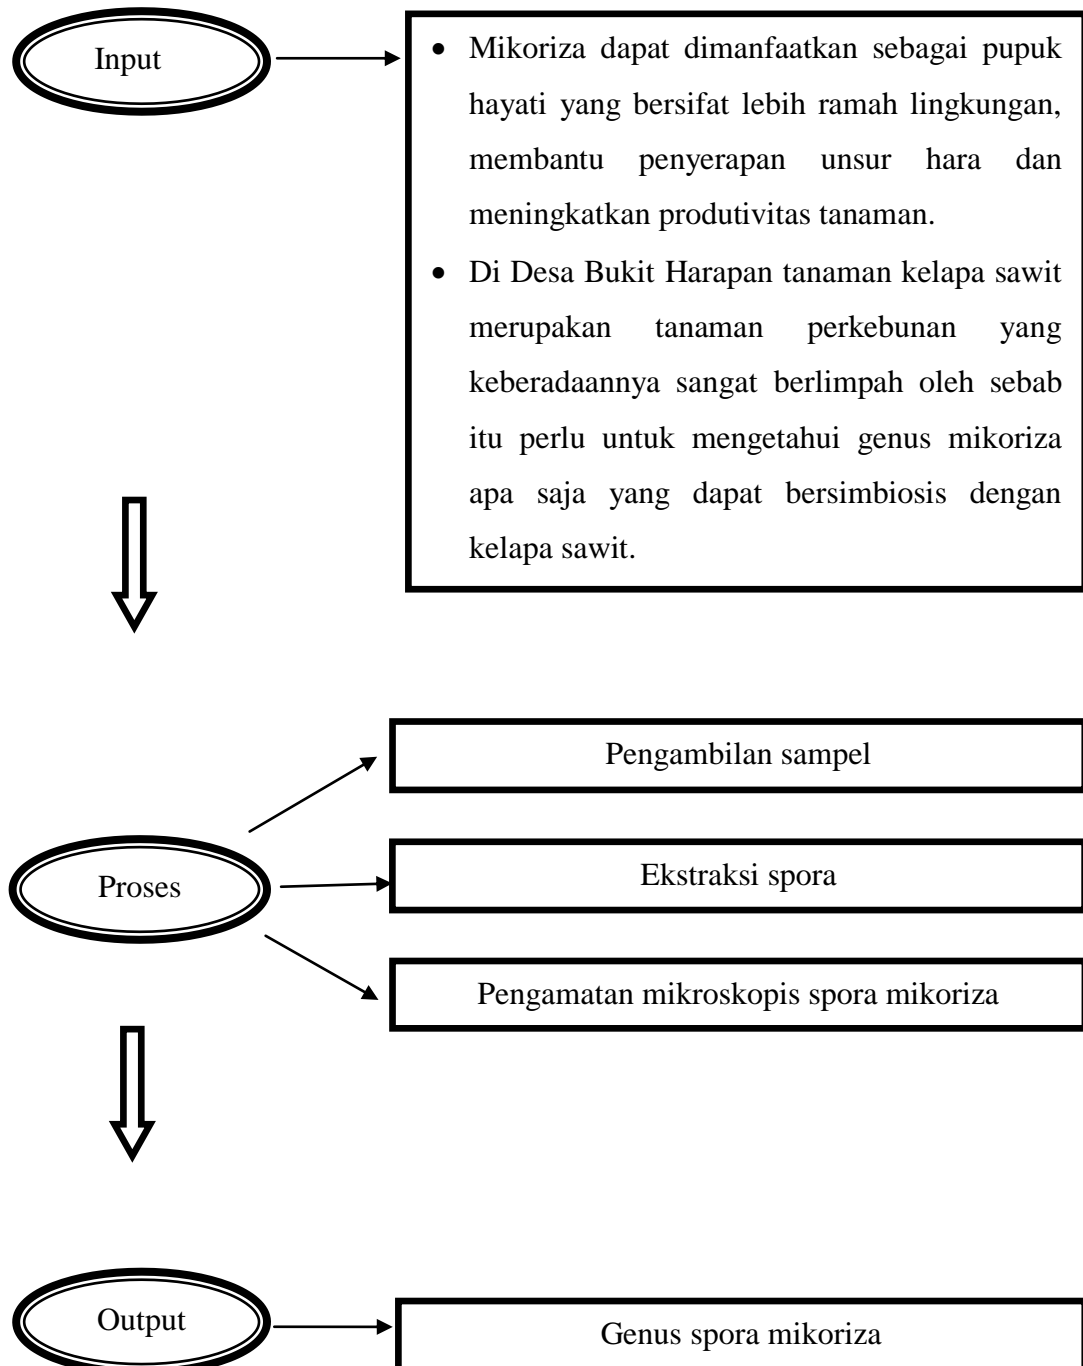 Input
• Mikoriza dapat dimanfaatkan sebagai pupuk
hayati yang bersifat lebih ramah lingkungan,
membantu penyerapan unsur hara dan
meningkatkan produtivitas tanaman.
• Di Desa Bukit Harapan tanaman kelapa sawit
merupakan tanaman perkebunan yang
keberadaannya sangat berlimpah oleh sebab
itu perlu untuk mengetahui genus mikoriza
apa saja yang dapat bersimbiosis dengan
kelapa sawit.
Pengambilan sampel
Proses
Ekstraksi spora
Pengamatan mikroskopis spora mikoriza
Output
Genus spora mikoriza